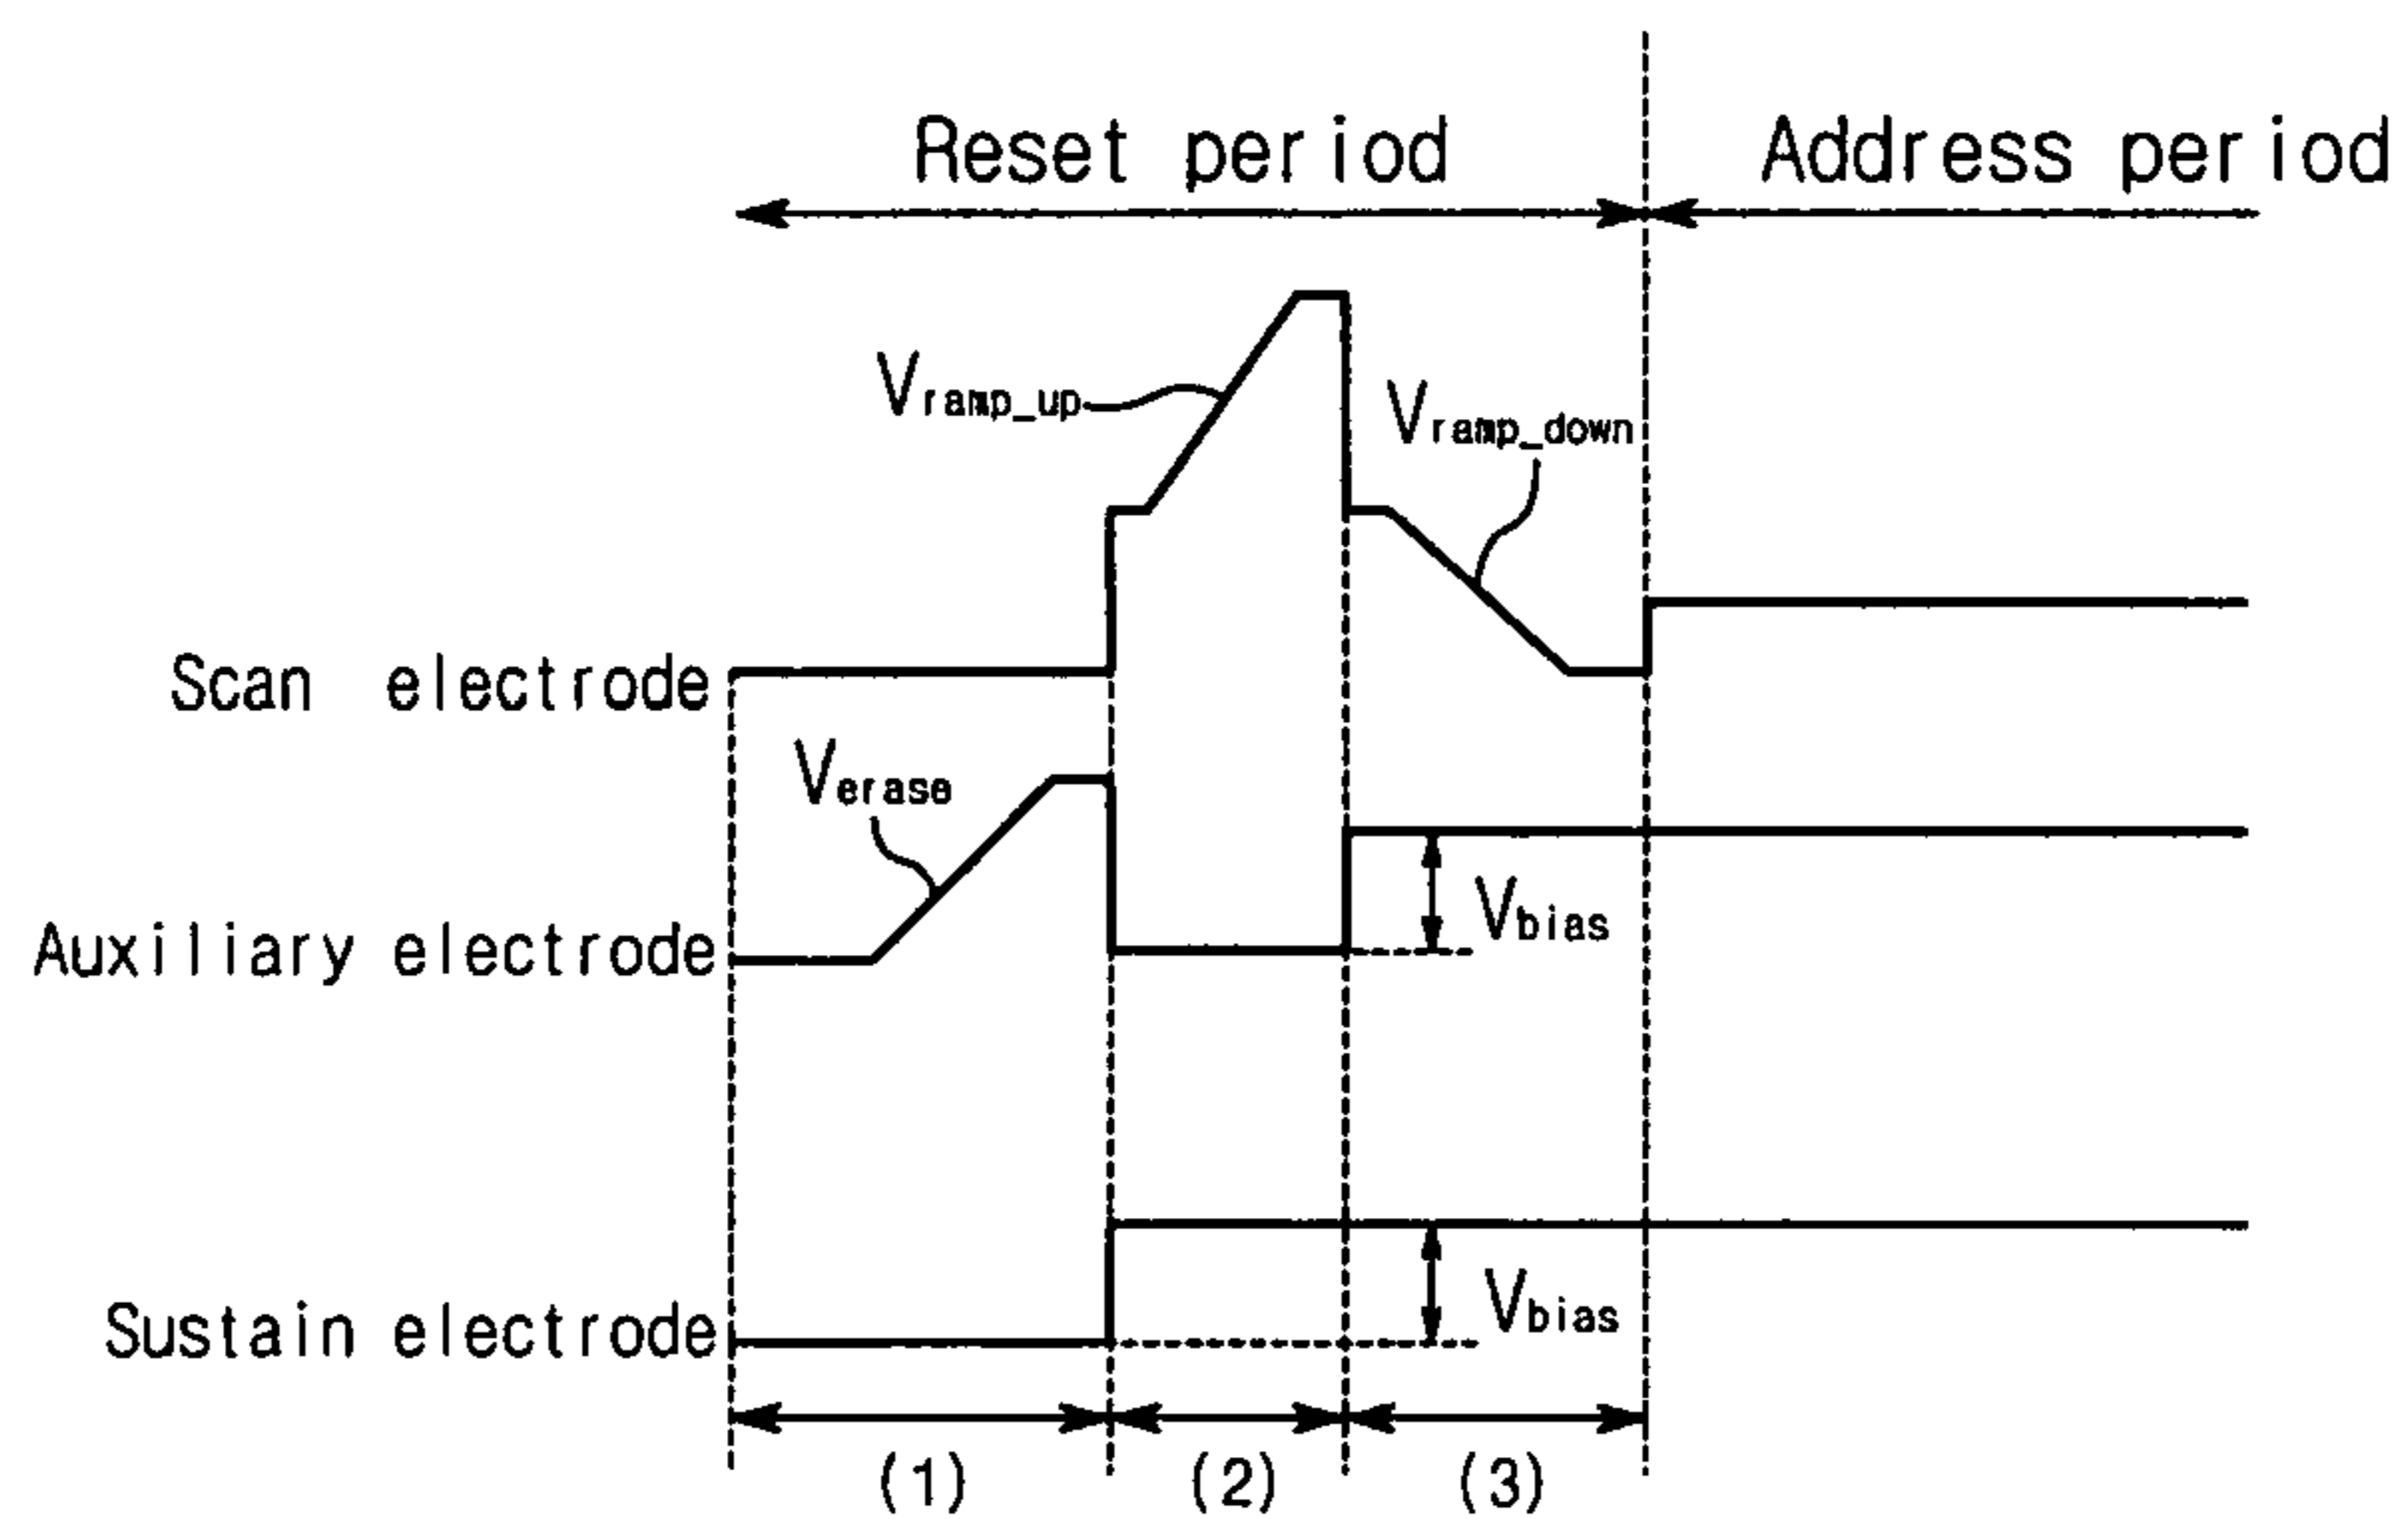 Reset period
Address period
Vramp_up
Vramp_down
Scan electrode
Verase
Auxiliary electrode
Vbias
Sustain electrode
Vbias
(1)
(2)
(3)